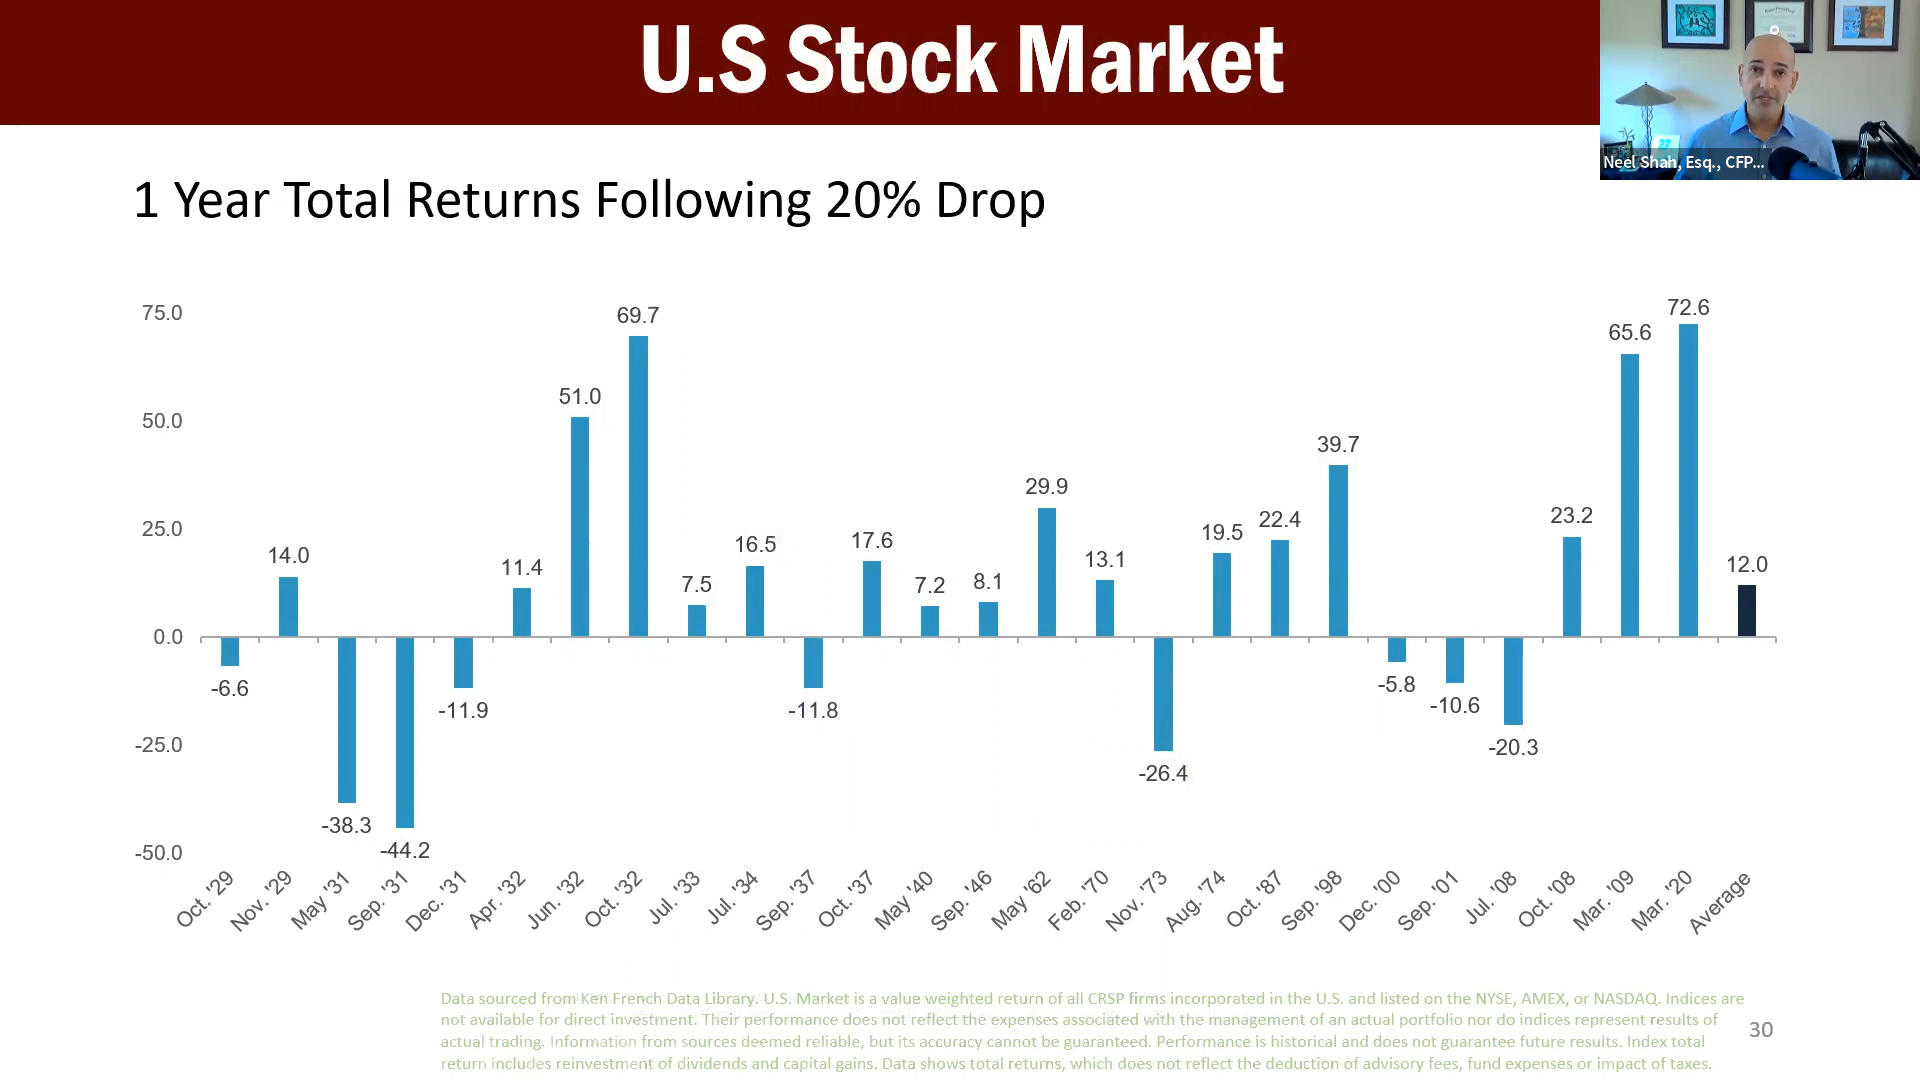 U.S Stock Market
27
Neel Shah, Esq., CFP...
1 Year Total Returns Following 20% Drop
75.0
50.0
25.0
0.0
-25.0
-50.0
-6.6
14.0
-38.3
-44.2
-11.9
11.4
51.0
69.7
7.5
16.5
-11.8
17.6
7.2
8.1
29.9
13.1
-26.4
19.5
22.4
39.7
-5.8
-10.6
-20.3
23.2
65.6
72.6
12.0
Oct. '29
Nov. '29
May '31
Sep. '31
Dec. '31
Apr. '32
Jun. '32
Oct. '32
Jul. '33
Jul. '34
Sep. '37
Oct. '37
May '40
Sep. '46
May '62
Feb. '70
Nov. '73
Aug. '74
Oct. '87
Sep. '98
Dec. '00
Sep. '01
Jul. '08
Oct. '08
Mar. '09
Mar. '20
Average
Data sourced from Ken French Data Library. U.S. Market is a value weighted return of all CRSP firms incorporated in the U.S. and listed on the NYSE, AMEX, or NASDAQ. Indices are
not available for direct investment. Their performance does not reflect the expenses associated with the management of an actual portfolio nor do indices represent results of
actual trading. Information from sources deemed reliable, but its accuracy cannot be guaranteed. Performance is historical and does not guarantee future results. Index total
return includes reinvestment of dividends and capital gains. Data shows total returns, which does not reflect the deduction of advisory fees, fund expenses or impact of taxes.
30